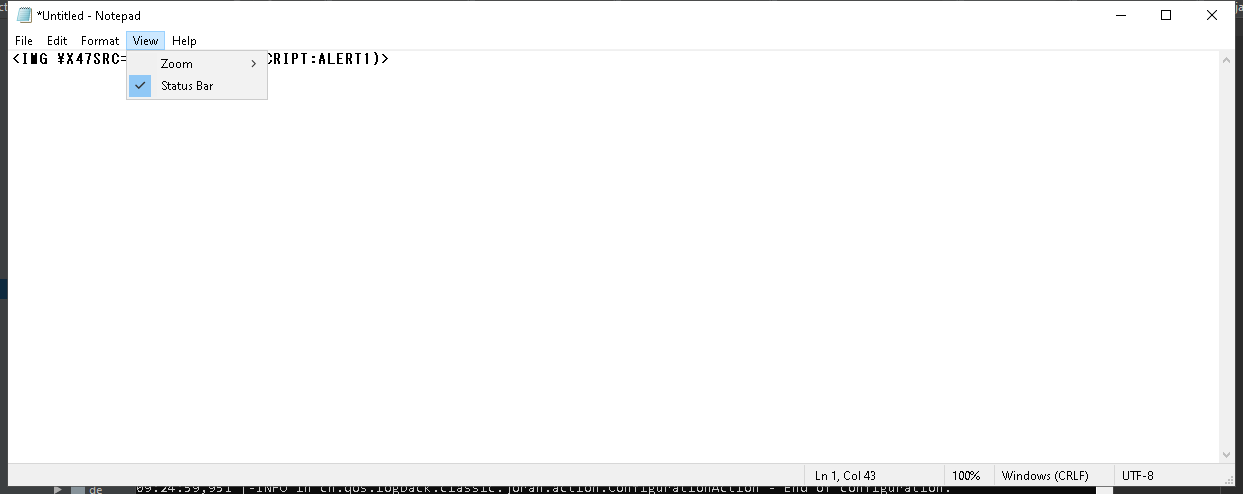 *Untitled - Notepad
File Edit Format View Help
<IMG ¥X47SRC= CRIPT:ALERT1)>
Zoom
Status Bar
Ln 1, Col 43 100% Windows (CRLF) UTF-8
de 09:24:59,951 |-INFO in ch.qos.logback.classic.joran.action.ConfigurationAction - End of configuration.